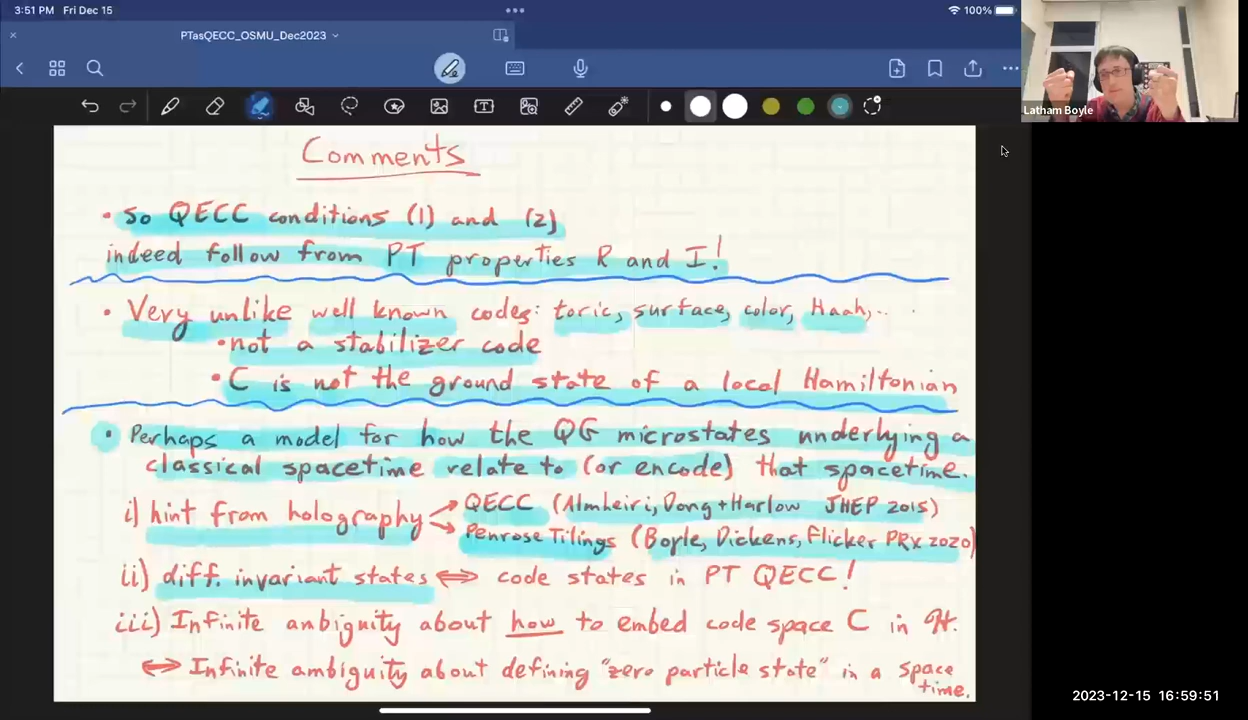 3:51 PM Fri Dec 15
100%
PTasQECC_OSMU_Dec2023
Latham Boyle
Comments
• So QECC conditions (1) and (2)
indeed follow from PT properties R and I!
• Very unlike well known codes: toric, surface, color, Haah,...
• not a stabilizer code
• C is not the ground state of a local Hamiltonian
• Perhaps a model for how the QG microstates underlying a
classical spacetime relate to (or encode) that spacetime.
i) hint from holography → QECC (Almheiri, Dong + Harlow JHEP 2015)
→ Penrose Tilings (Boyle, Dickens, Flicker PRX 2020)
ii) diff. invariant states ⟺ code states in PT QECC!
iii) Infinite ambiguity about how to embed code space C in H.
⟺ Infinite ambiguity about defining "zero particle state" in a space
time.
2023-12-15 16:59:51